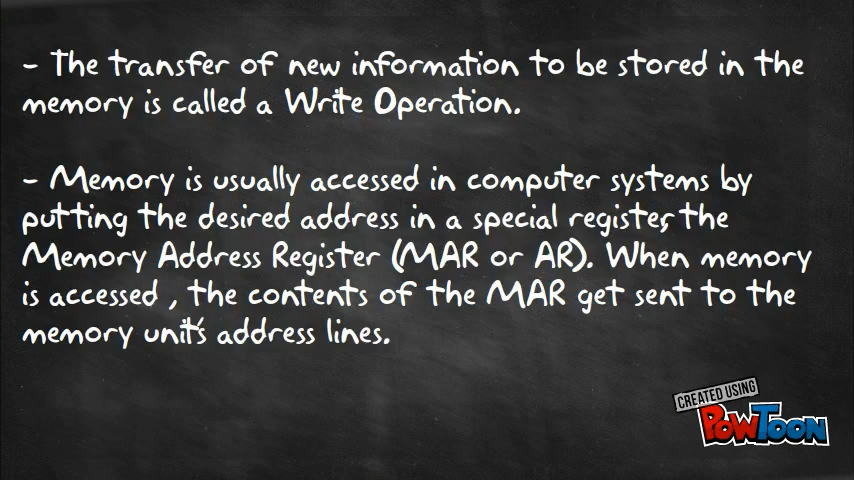 - The transfer of new information to be stored in the
memory is called a Write Operation.
- Memory is usually accessed in computer systems by
putting the desired address in a special register, the
Memory Address Register (MAR or AR). When memory
is accessed , the contents of the MAR get sent to the
memory unit's address lines.
CREATED USING
POWTOON